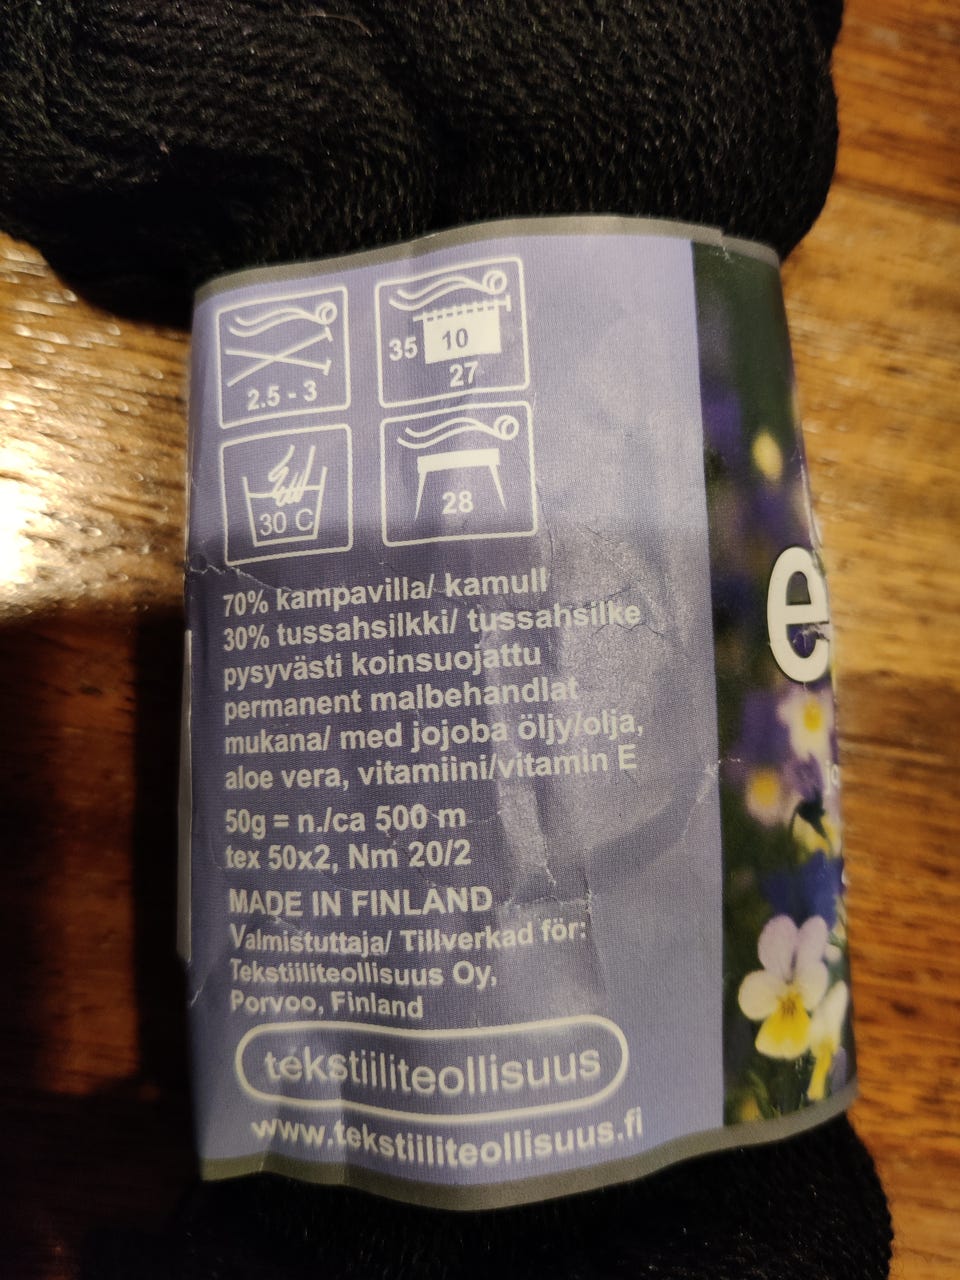 2.5 - 3
35
10
27
30 C
28
70% kampavilla/ kamull
30% tussahsilkki/ tussahsilke
pysyvästi koinsuojattu
permanent malbehandlat
mukana/ med jojoba öljy/olja,
aloe vera, vitamiini/vitamin E
50g = n./ca 500 m
tex 50x2, Nm 20/2
MADE IN FINLAND
Valmistuttaja/ Tillverkad för:
Tekstiiliteollisuus Oy,
Porvoo, Finland
tekstiiliteollisuus
www.tekstiiliteollisuus.fi
e